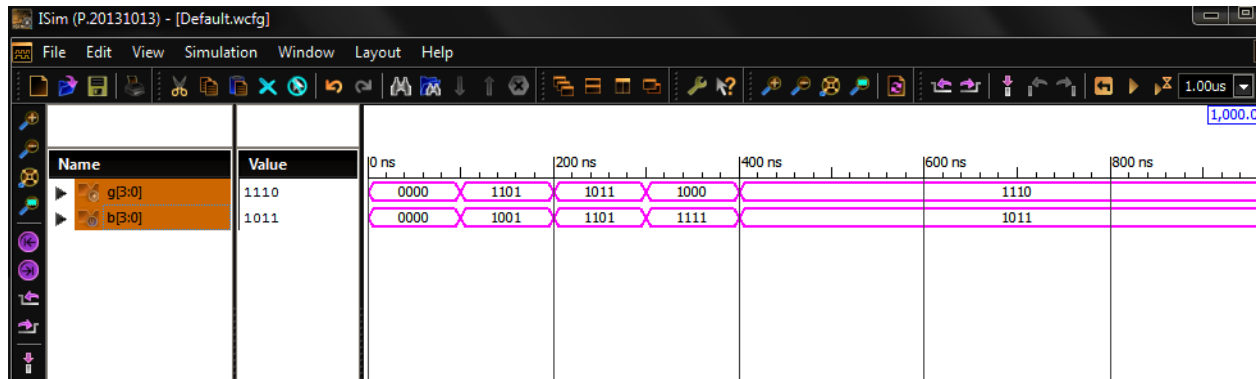 ISim (P.20131013) - [Default.wcfg]
File Edit View Simulation Window Layout Help
1.00us
1,000.0
Name Value 0 ns 200 ns 400 ns 600 ns 800 ns
g[3:0] 1110 0000 1101 1011 1000 1110
b[3:0] 1011 0000 1001 1101 1111 1011